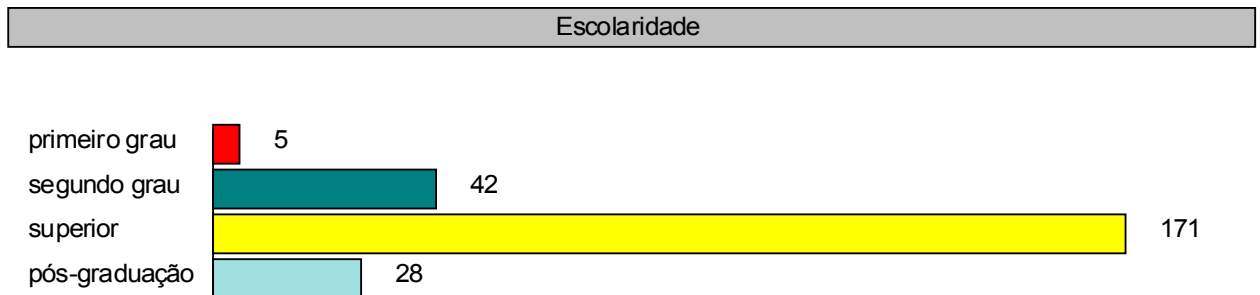 Escolaridade
primeiro grau 5
segundo grau 42
superior 171
pós-graduação 28